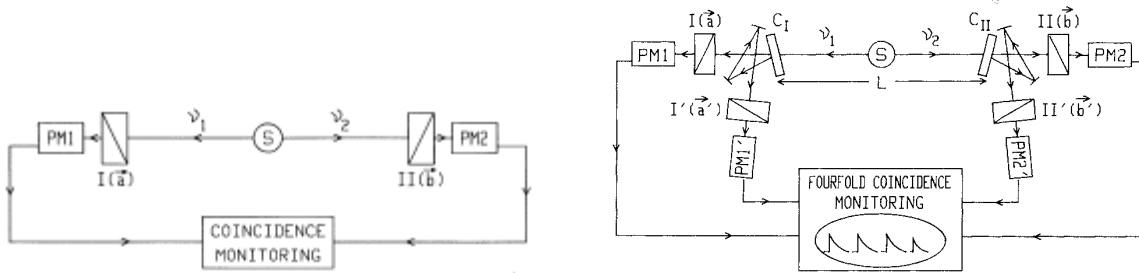 ν₁ ν₂
PM1 S PM2
I(a⃗) II(b⃗)
COINCIDENCE
MONITORING
I(a⃗) C_I C_II II(b⃗)
PM1 ν₁ S ν₂ PM2
L
I'(a⃗') II'(b⃗')
PM1' PM2'
FOURFOLD COINCIDENCE
MONITORING